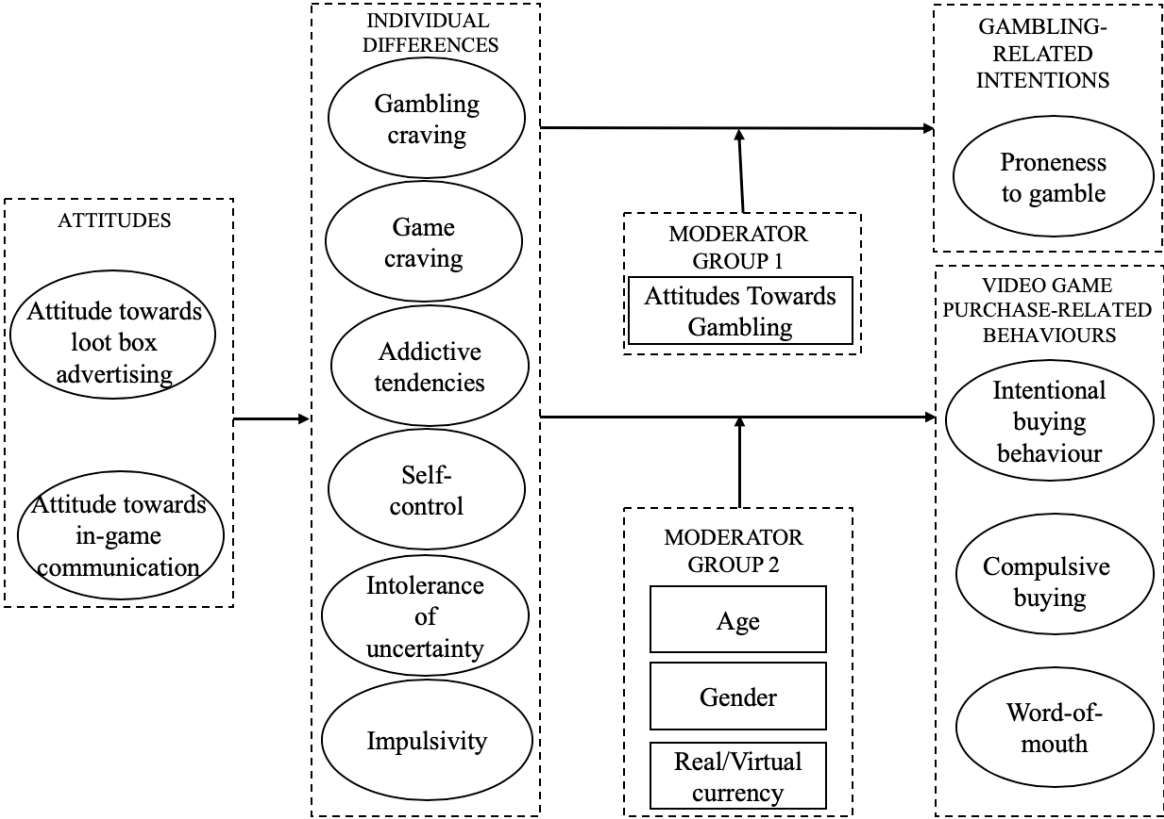 ATTITUDES
Attitude towards
loot box
advertising
Attitude towards
in-game
communication
INDIVIDUAL
DIFFERENCES
Gambling
craving
Game
craving
Addictive
tendencies
Self-
control
Intolerance
of
uncertainty
Impulsivity
MODERATOR
GROUP 1
Attitudes Towards
Gambling
MODERATOR
GROUP 2
Age
Gender
Real/Virtual
currency
GAMBLING-
RELATED
INTENTIONS
Proneness
to gamble
VIDEO GAME
PURCHASE-RELATED
BEHAVIOURS
Intentional
buying
behaviour
Compulsive
buying
Word-of-
mouth